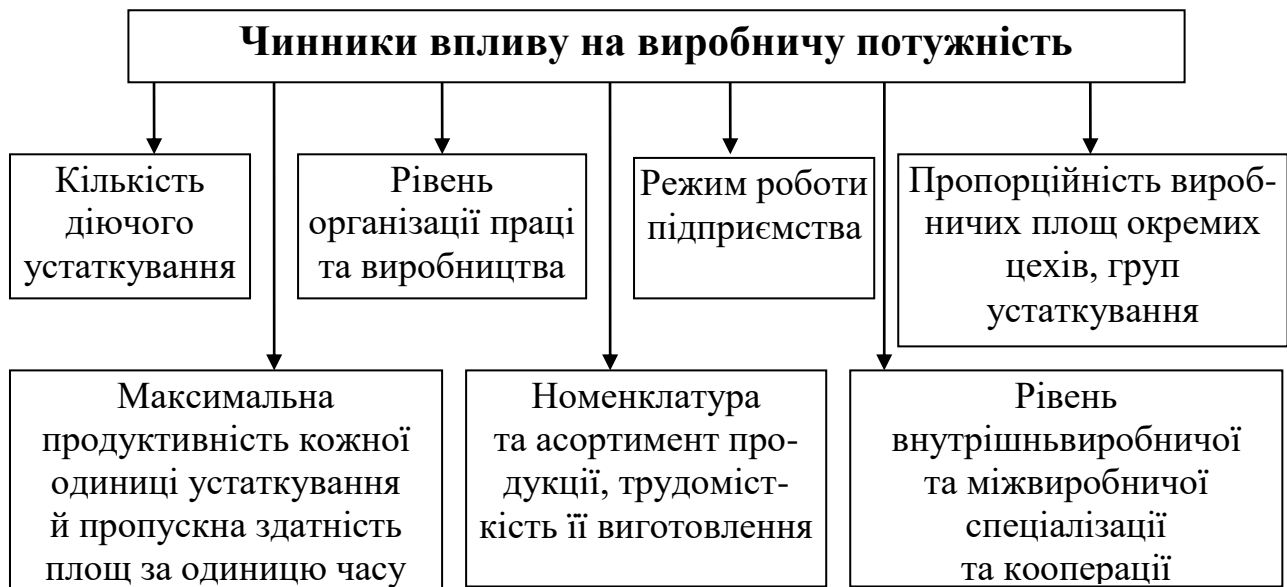 Чинники впливу на виробничу потужність
Кількість
діючого
устаткування
Рівень
організації праці
та виробництва
Режим роботи
підприємства
Пропорційність вироб-
ничих площ окремих
цехів, груп
устаткування
Максимальна
продуктивність кожної
одиниці устаткування
й пропускна здатність
площ за одиницю часу
Номенклатура
та асортимент про-
дукції, трудоміст-
кість її виготовлення
Рівень
внутрішньвиробничої
та міжвиробничої
спеціалізації
та кооперації